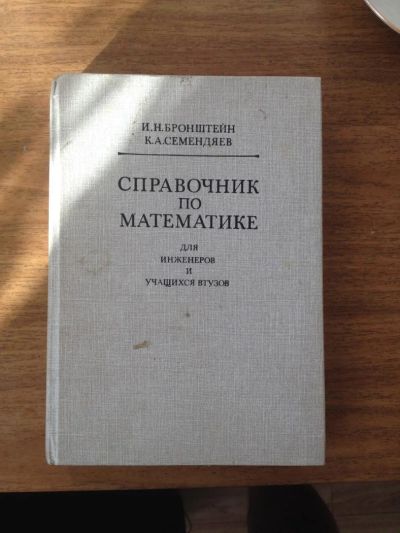 И.Н.БРОНШТЕЙН
К.А.СЕМЕНДЯЕВ
СПРАВОЧНИК
ПО
МАТЕМАТИКЕ
ДЛЯ
ИНЖЕНЕРОВ
И
УЧАЩИХСЯ ВТУЗОВ